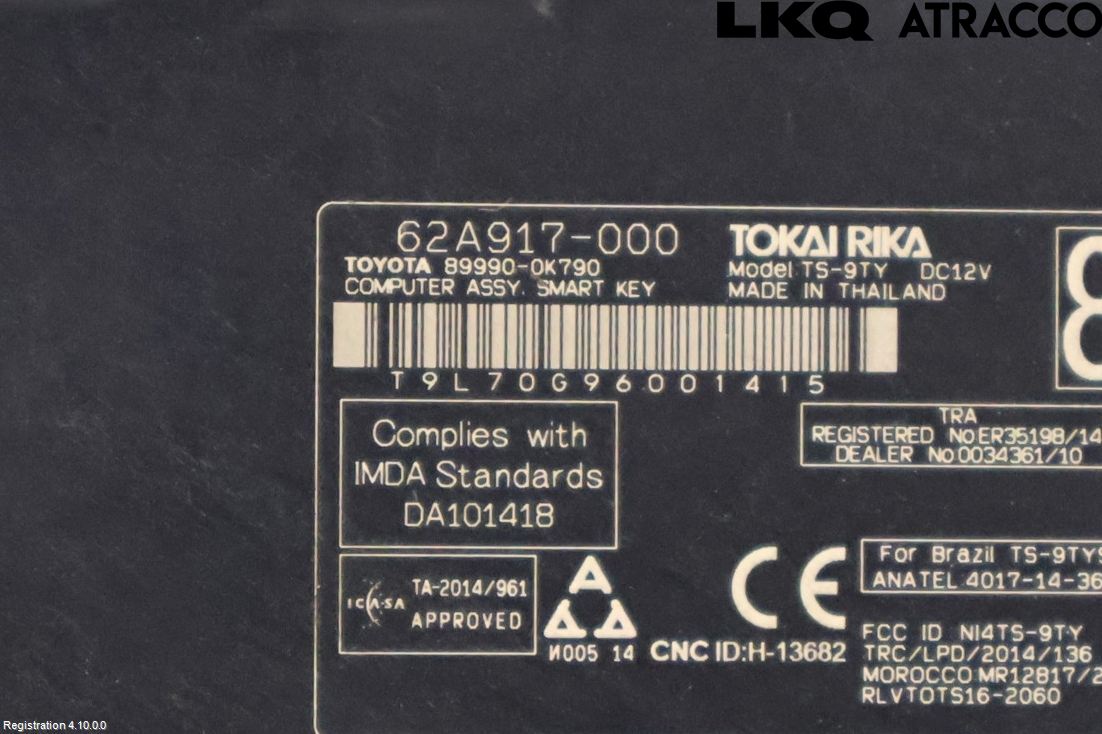 LKQ ATRACCO
62A917-000
TOKAI RIKA
TOYOTA 89990-0K790
Model TS-9TY DC12V
COMPUTER ASSY. SMART KEY
MADE IN THAILAND
8
T9L70G96001415
TRA
REGISTERED No.ER35198/14
DEALER No.0034361/10
Complies with
IMDA Standards
DA101418
For Brazil TS-9TY
ANATEL 4017-14-36
ICASA
TA-2014/961
APPROVED
И005 14
CE
CNC ID:H-13682
FCC ID NI4TS-9TY
TRC/LPD/2014/136
MOROCCO MR12817/2
RLVTOTS16-2060
Registration 4.10.0.0